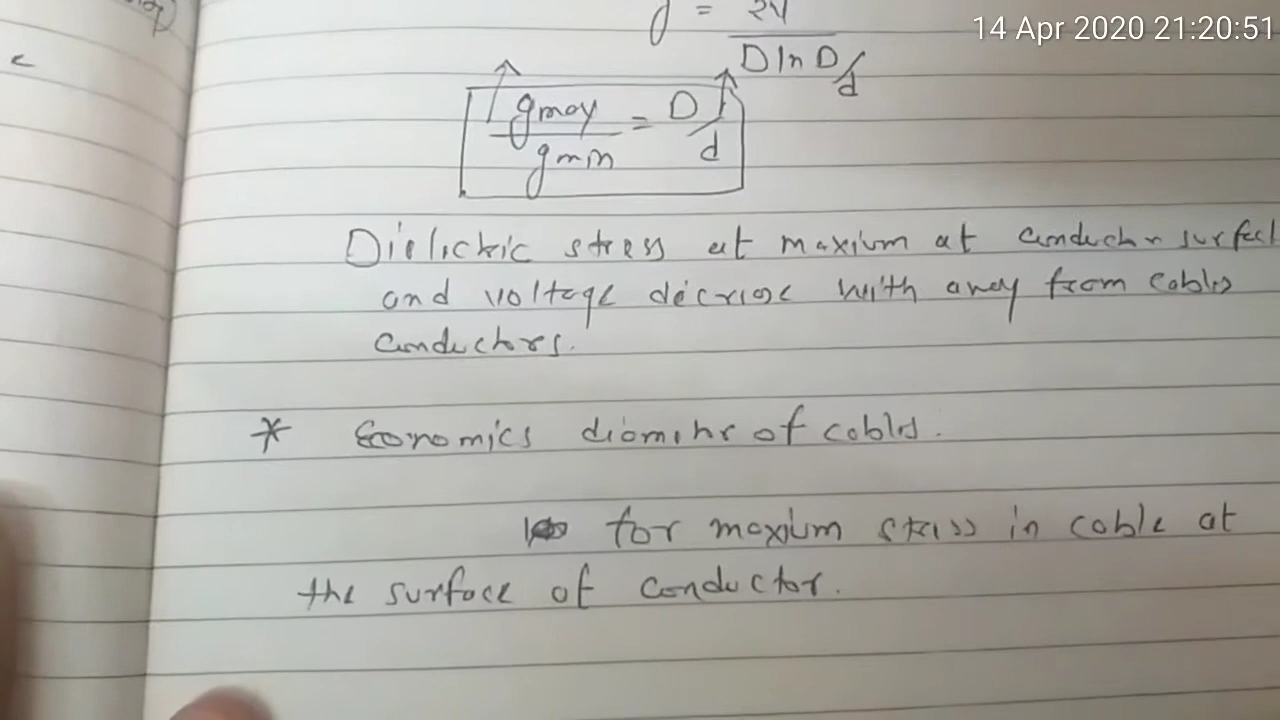 14 Apr 2020 21:20:51
g = 2V
D ln D/d
gmax/gmin = D/d
Dielectric stress at maxium at conductor surface
and voltage decrease with away from cables
conductors.
* Economics diameter of cables.
for maxium stress in cable at
the surface of conductor.